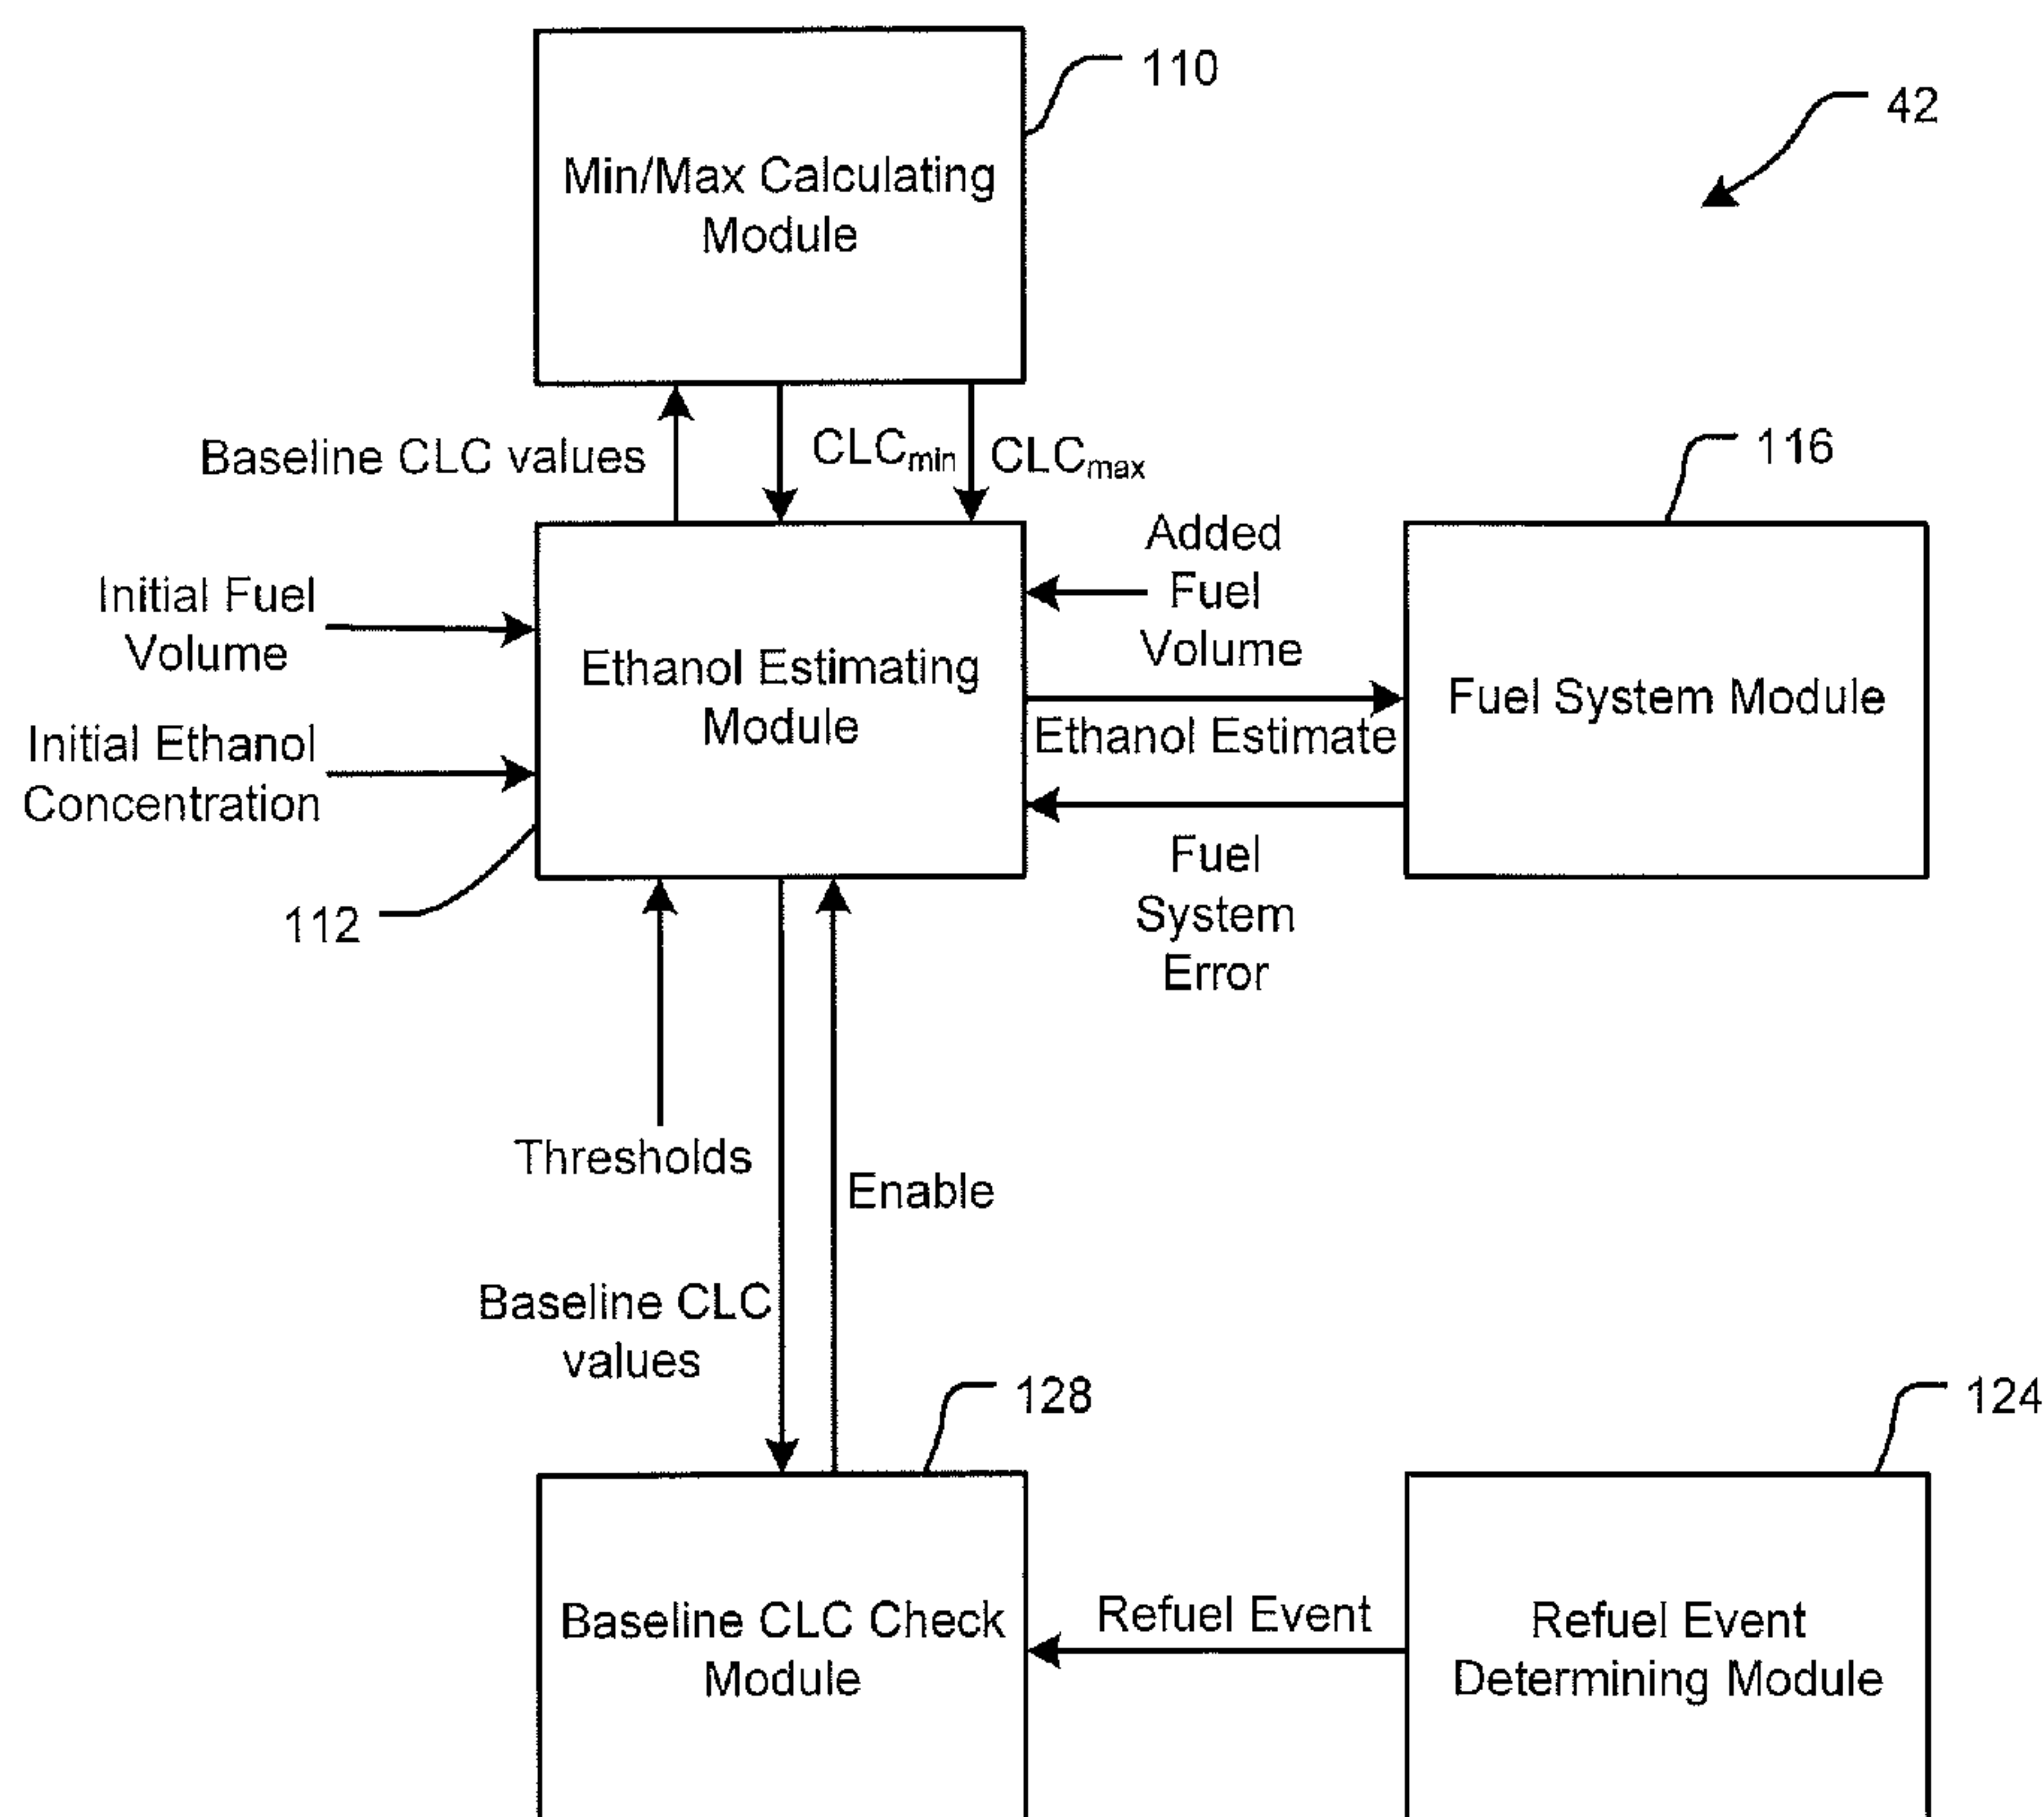 110
42
Min/Max Calculating
Module
Baseline CLC values
CLCmin
CLCmax
116
Added
Fuel
Volume
Initial Fuel
Volume
Ethanol Estimating
Module
Fuel System Module
Ethanol Estimate
Initial Ethanol
Concentration
Fuel
System
Error
112
Thresholds
Enable
Baseline CLC
values
128
124
Baseline CLC Check
Module
Refuel Event
Refuel Event
Determining Module